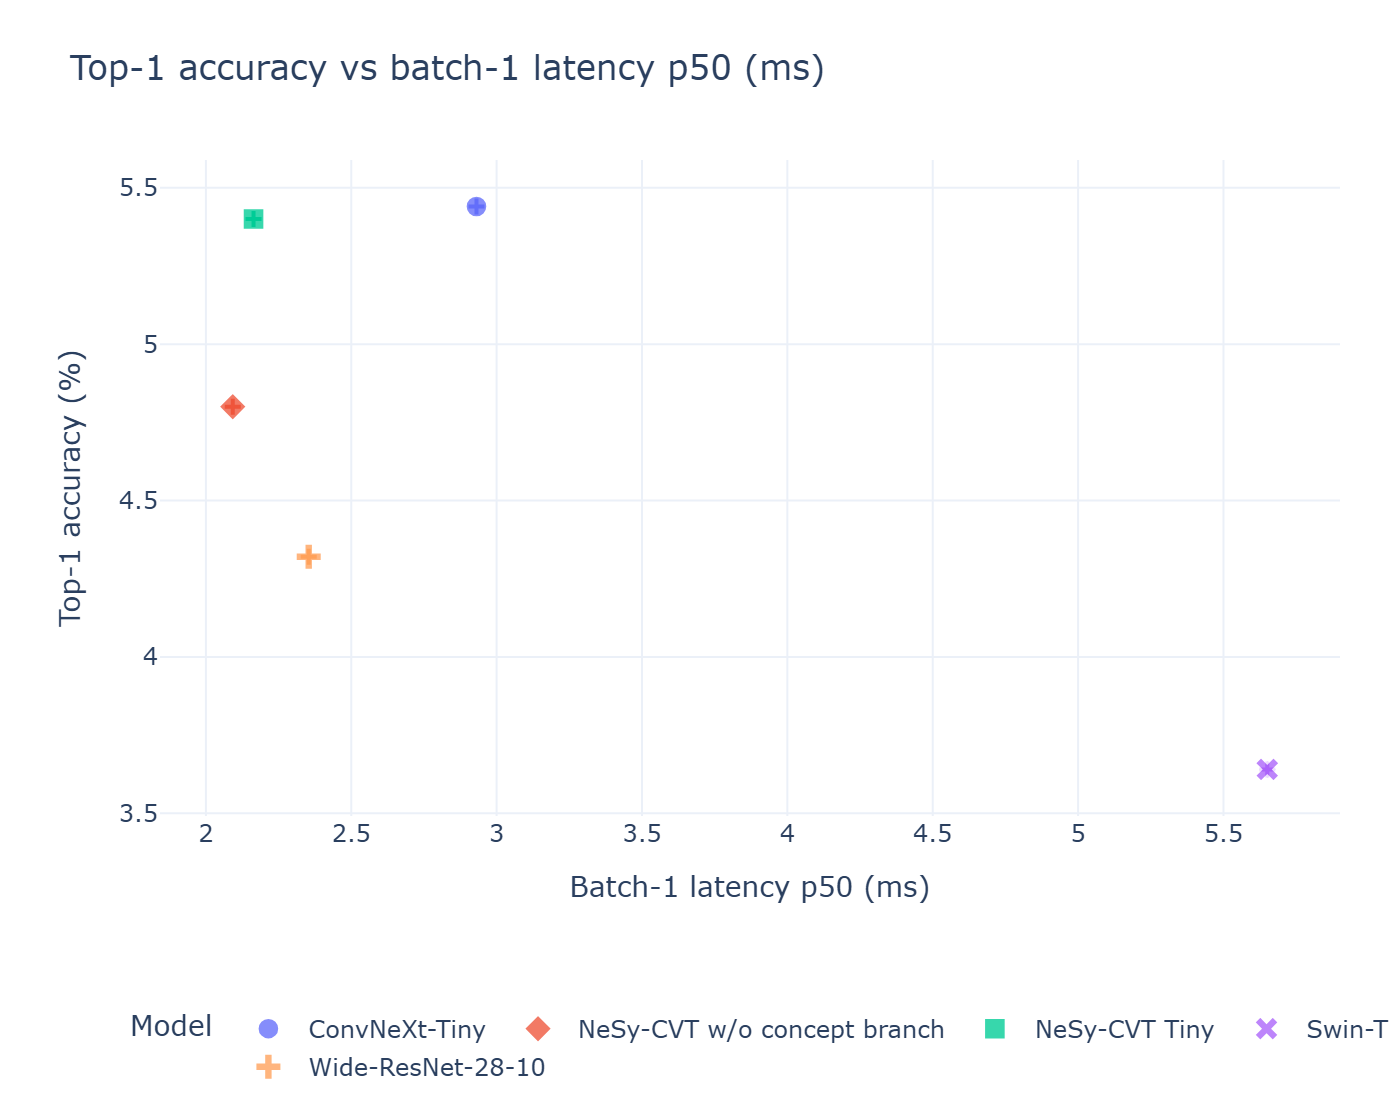 Top-1 accuracy vs batch-1 latency p50 (ms)
Top-1 accuracy (%)
5.5
5
4.5
4
3.5
2 2.5 3 3.5 4 4.5 5 5.5
Batch-1 latency p50 (ms)
Model ConvNeXt-Tiny NeSy-CVT w/o concept branch NeSy-CVT Tiny Swin-T
Wide-ResNet-28-10